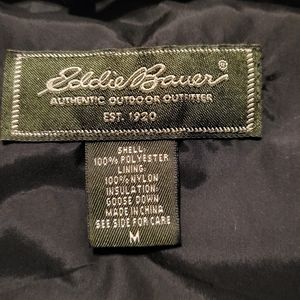 Eddie Bauer®
AUTHENTIC OUTDOOR OUTFITTER
EST. 1920
SHELL:
100% POLYESTER
LINING:
100% NYLON
INSULATION:
GOOSE DOWN
MADE IN CHINA
SEE SIDE FOR CARE
M